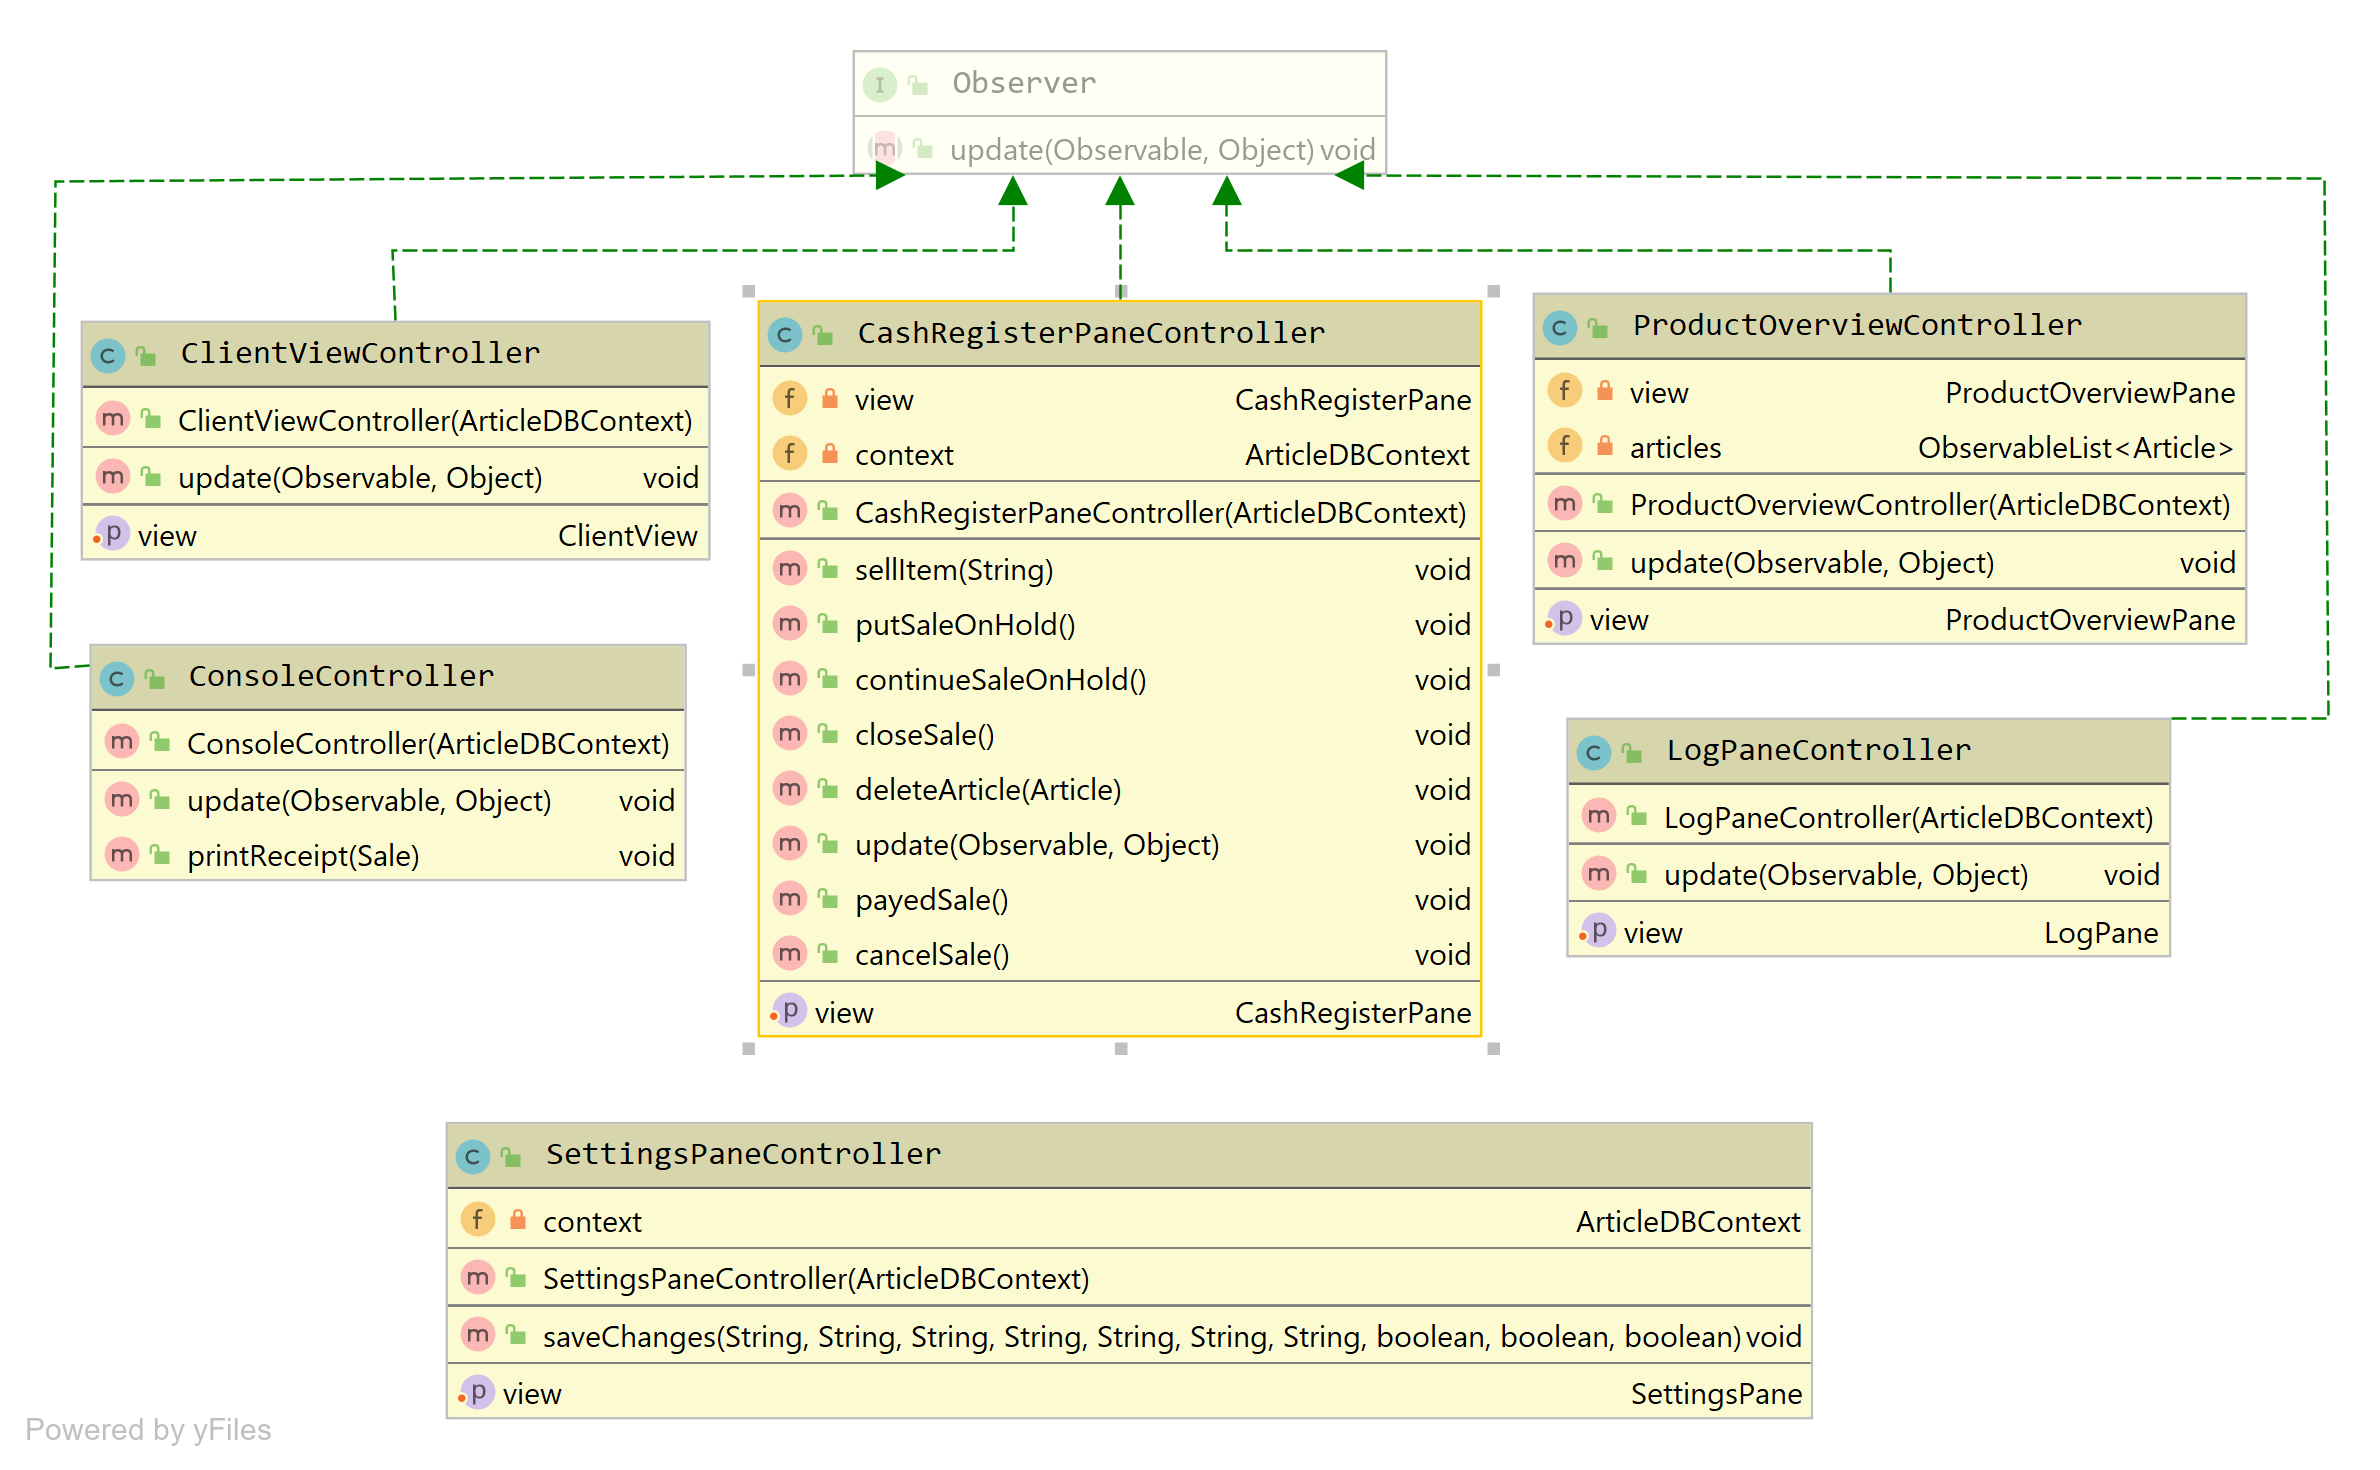 Observer
update(Observable, Object) void
ClientViewController
ClientViewController(ArticleDBContext)
update(Observable, Object) void
view ClientView
ConsoleController
ConsoleController(ArticleDBContext)
update(Observable, Object) void
printReceipt(Sale) void
CashRegisterPaneController
view CashRegisterPane
context ArticleDBContext
CashRegisterPaneController(ArticleDBContext)
sellItem(String) void
putSaleOnHold() void
continueSaleOnHold() void
closeSale() void
deleteArticle(Article) void
update(Observable, Object) void
payedSale() void
cancelSale() void
view CashRegisterPane
ProductOverviewController
view ProductOverviewPane
articles ObservableList<Article>
ProductOverviewController(ArticleDBContext)
update(Observable, Object) void
view ProductOverviewPane
LogPaneController
LogPaneController(ArticleDBContext)
update(Observable, Object) void
view LogPane
SettingsPaneController
context ArticleDBContext
SettingsPaneController(ArticleDBContext)
saveChanges(String, String, String, String, String, String, String, boolean, boolean, boolean) void
view SettingsPane
Powered by yFiles